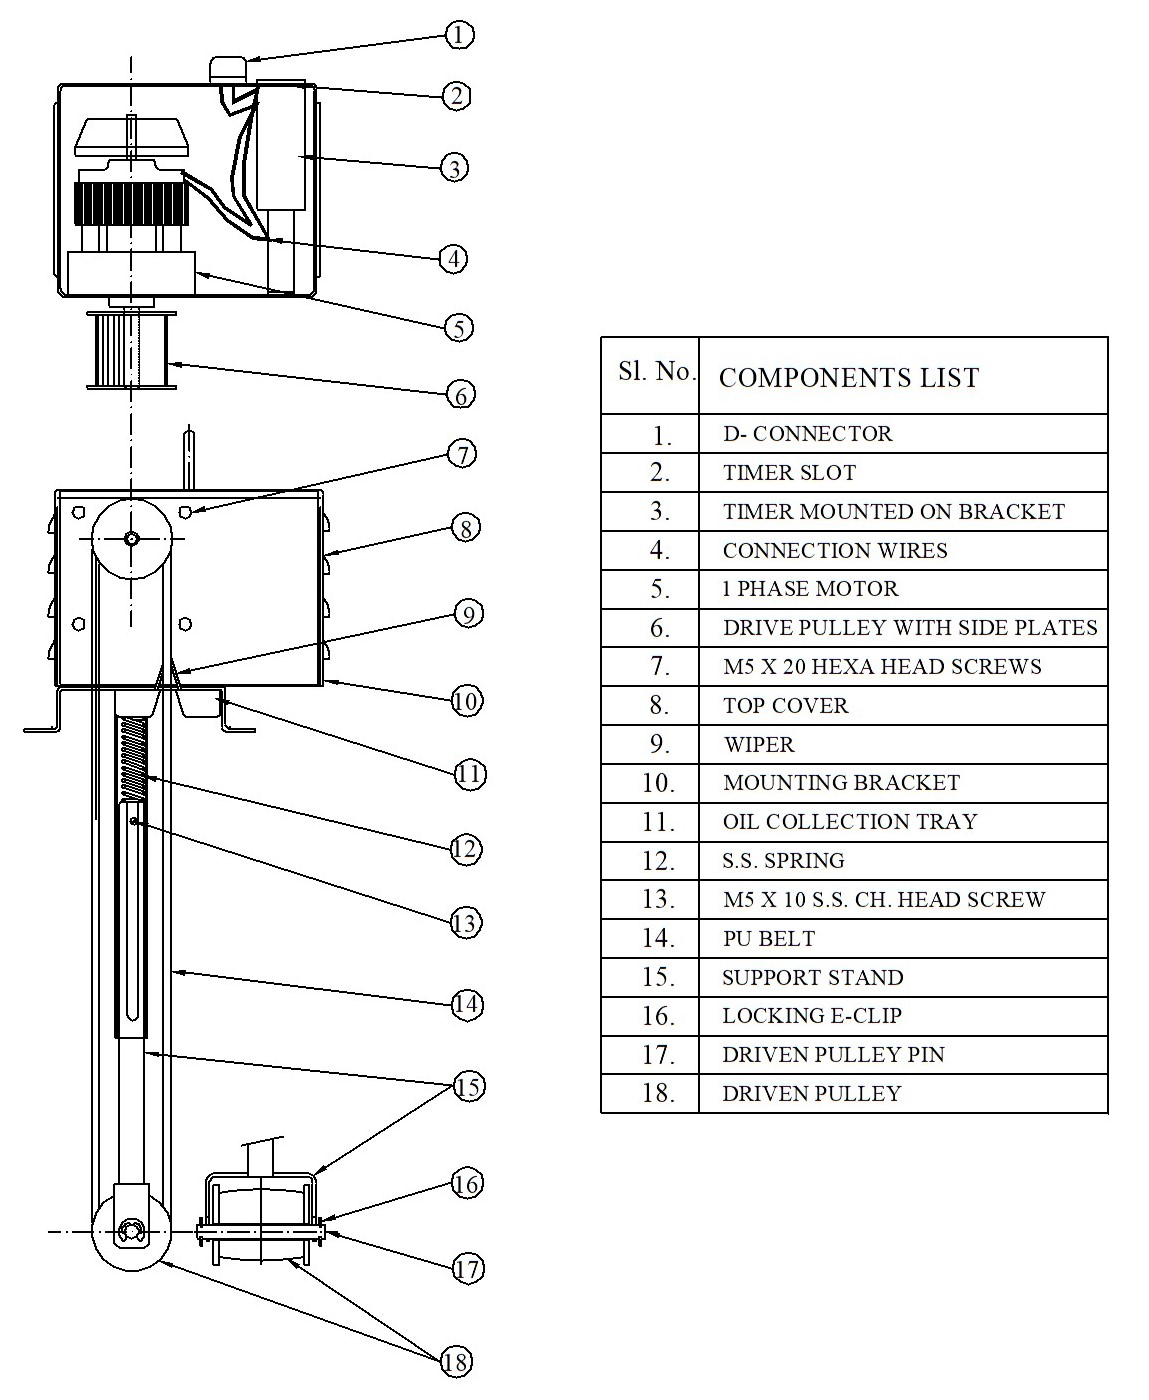 1
2
3
4
5
6
7
8
9
10
11
12
13
14
15
16
17
18
Sl. No. COMPONENTS LIST
1. D- CONNECTOR
2. TIMER SLOT
3. TIMER MOUNTED ON BRACKET
4. CONNECTION WIRES
5. 1 PHASE MOTOR
6. DRIVE PULLEY WITH SIDE PLATES
7. M5 X 20 HEXA HEAD SCREWS
8. TOP COVER
9. WIPER
10. MOUNTING BRACKET
11. OIL COLLECTION TRAY
12. S.S. SPRING
13. M5 X 10 S.S. CH. HEAD SCREW
14. PU BELT
15. SUPPORT STAND
16. LOCKING E-CLIP
17. DRIVEN PULLEY PIN
18. DRIVEN PULLEY